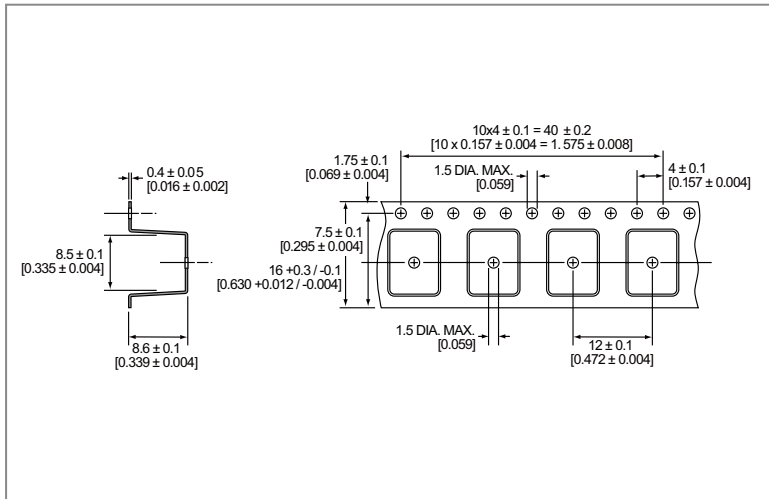 0.4 ± 0.05
[0.016 ± 0.002]
8.5 ± 0.1
[0.335 ± 0.004]
8.6 ± 0.1
[0.339 ± 0.004]
10x4 ± 0.1 = 40 ± 0.2
[10 x 0.157 ± 0.004 = 1.575 ± 0.008]
1.75 ± 0.1
[0.069 ± 0.004]
1.5 DIA. MAX.
[0.059]
4 ± 0.1
[0.157 ± 0.004]
7.5 ± 0.1
[0.295 ± 0.004]
16 +0.3 / -0.1
[0.630 +0.012 / -0.004]
1.5 DIA. MAX.
[0.059]
12 ± 0.1
[0.472 ± 0.004]